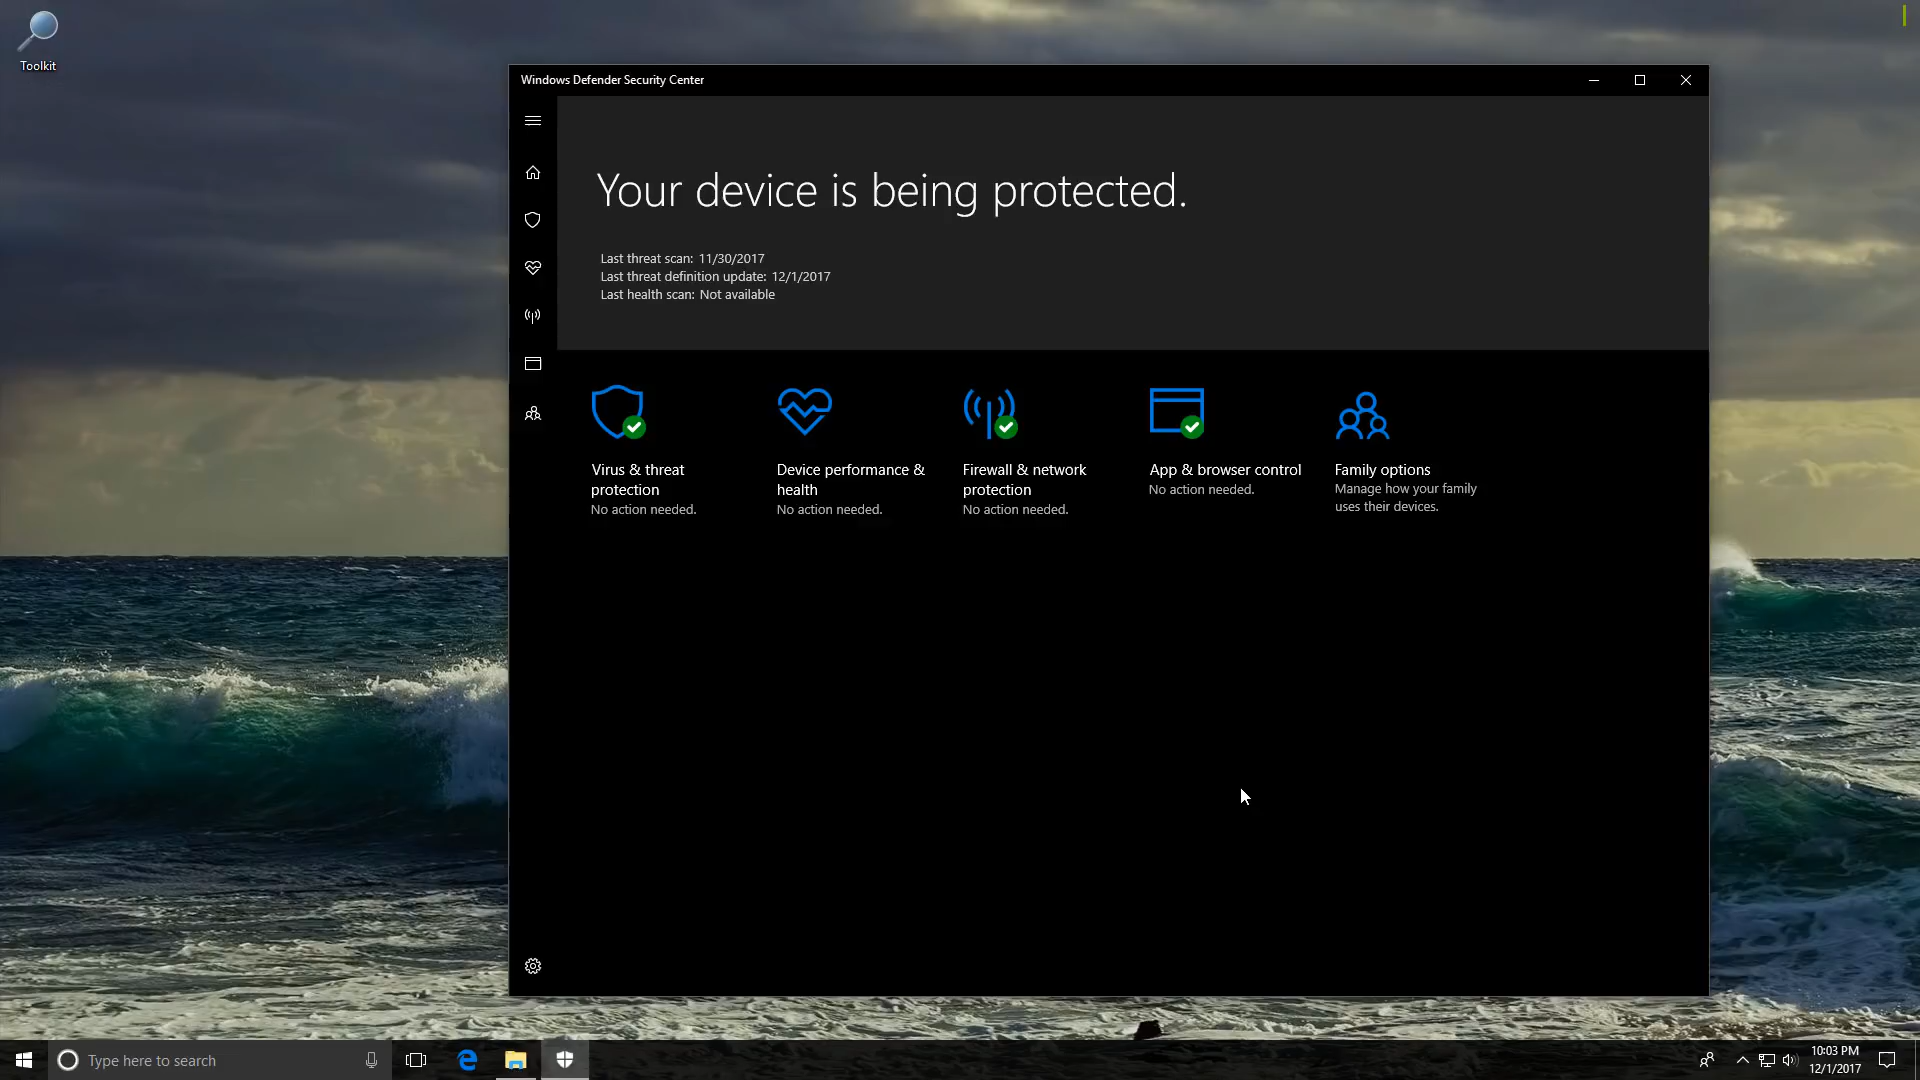 Toolkit
Windows Defender Security Center
Your device is being protected.
Last threat scan: 11/30/2017
Last threat definition update: 12/1/2017
Last health scan: Not available
Virus & threat
protection
No action needed.
Device performance &
health
No action needed.
Firewall & network
protection
No action needed.
App & browser control
No action needed.
Family options
Manage how your family
uses their devices.
Type here to search
10:03 PM
12/1/2017